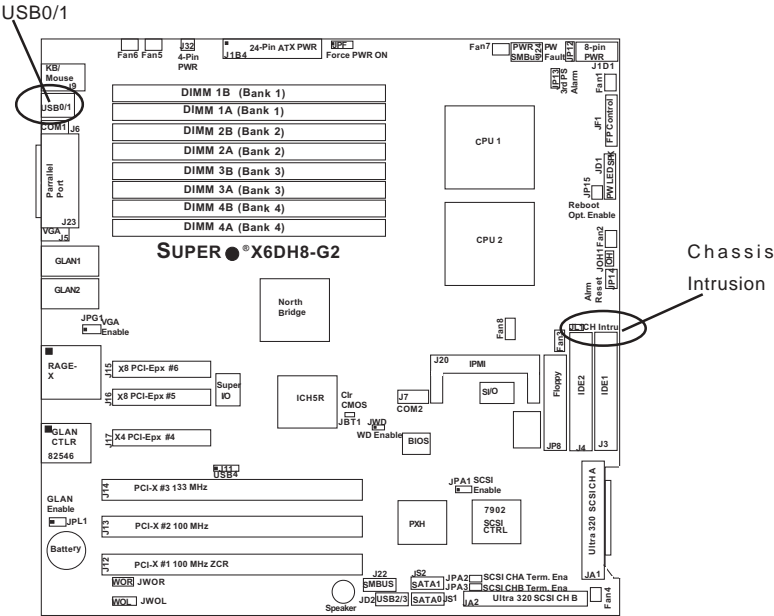 USB0/1
Fan6 Fan5
J32
4-Pin
PWR
J1B4
24-Pin ATX PWR
JPF
Force PWR ON
Fan7
PWR
SMBus
J24
PW
Fault
JP12
8-pin
PWR
J1D1
JP13
3rd PS
Alarm
Fan1
KB/
Mouse
J9
USB0/1
COM1
J6
Parrallel
Port
J23
VGA
J5
GLAN1
GLAN2
JPG1
VGA
Enable
DIMM 1B (Bank 1)
DIMM 1A (Bank 1)
DIMM 2B (Bank 2)
DIMM 2A (Bank 2)
DIMM 3B (Bank 3)
DIMM 3A (Bank 3)
DIMM 4B (Bank 4)
DIMM 4A (Bank 4)
SUPER ● ® X6DH8-G2
CPU 1
CPU 2
JF1
FP Control
JD1
PW LED SPK
JP15
Reboot
Opt. Enable
Fan2
JOH1
OH
JP14
Alrm
Reset
Chassis
Intrusion
JL1
CH Intru
North
Bridge
Fan8
Fan3
RAGE-
X
J15
X8 PCI-Epx #6
J16
X8 PCI-Epx #5
Super
I/O
J17
X4 PCI-Epx #4
GLAN
CTLR
82546
ICH5R
Clr
CMOS
JBT1
JWD
WD Enable
J7
COM2
J20
IPMI
SI/O
BIOS
Floppy
JP8
IDE2
J4
IDE1
J3
J11
USB4
J14
PCI-X #3 133 MHz
J13
PCI-X #2 100 MHz
J12
PCI-X #1 100 MHz ZCR
GLAN
Enable
JPL1
Battery
WOR
JWOR
WOL
JWOL
JPA1
SCSI
Enable
PXH
7902
SCSI
CTRL
Ultra 320 SCSI CH A
JA1
Speaker
J22
SMBUS
JD2
USB2/3
JS2
SATA1
SATA0
JS1
JPA2
SCSI CHA Term. Ena
JPA3
SCSI CHB Term. Ena
JA2
Ultra 320 SCSI CH B
Fan4